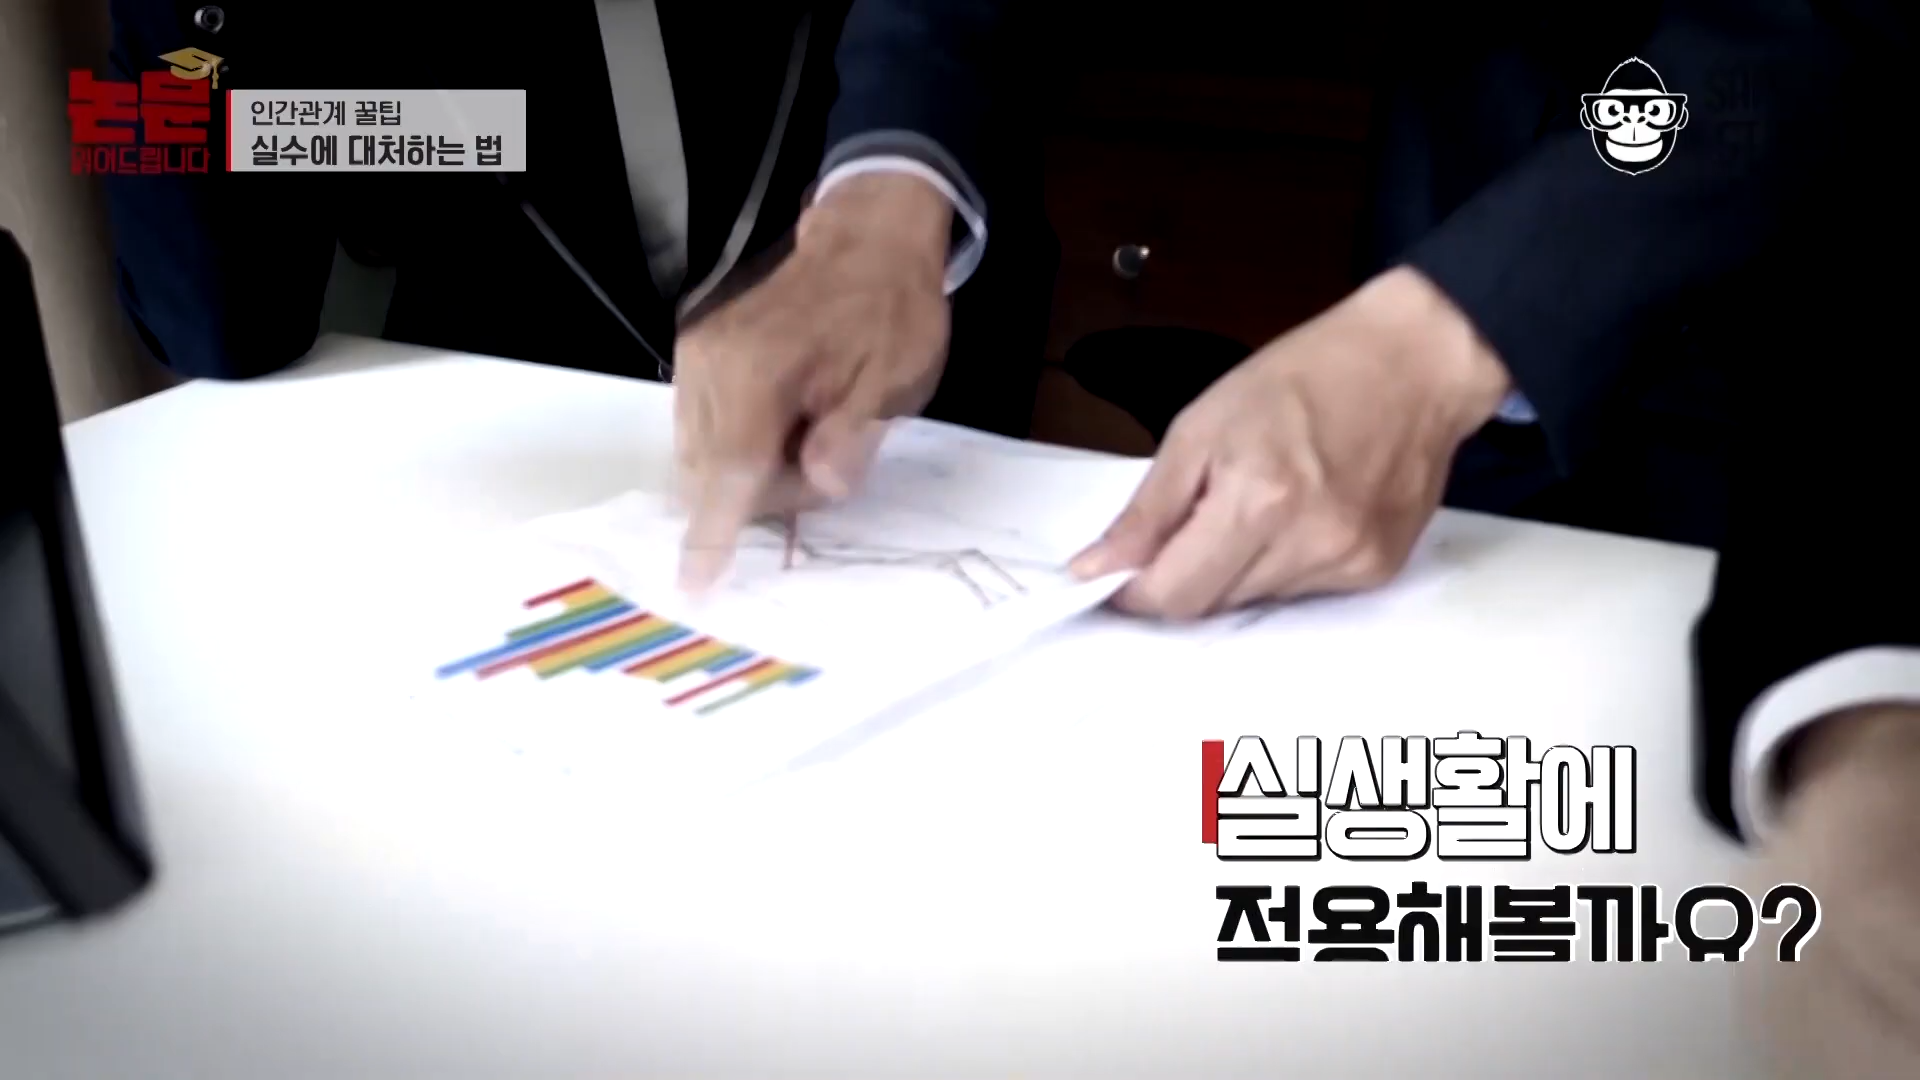 논문
읽어드립니다
인간관계 꿀팁
실수에 대처하는 법
실생활에
적용해볼까요?